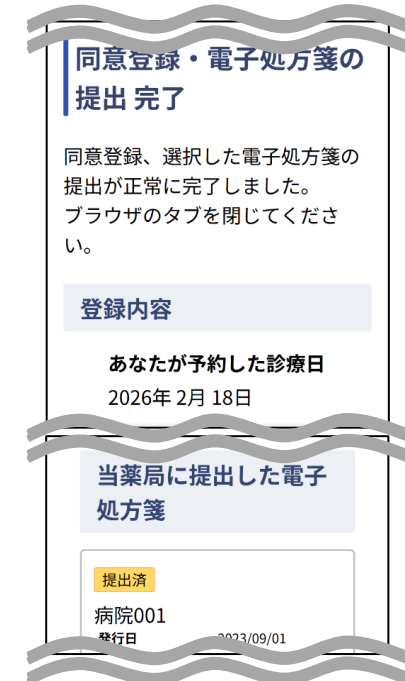 同意登録・電子処方箋の
提出 完了
同意登録、選択した電子処方箋の
提出が正常に完了しました。
ブラウザのタブを閉じてくださ
い。
登録内容
あなたが予約した診療日
2026年 2月 18日
当薬局に提出した電子
処方箋
提出済
病院001
発行日 2023/09/01